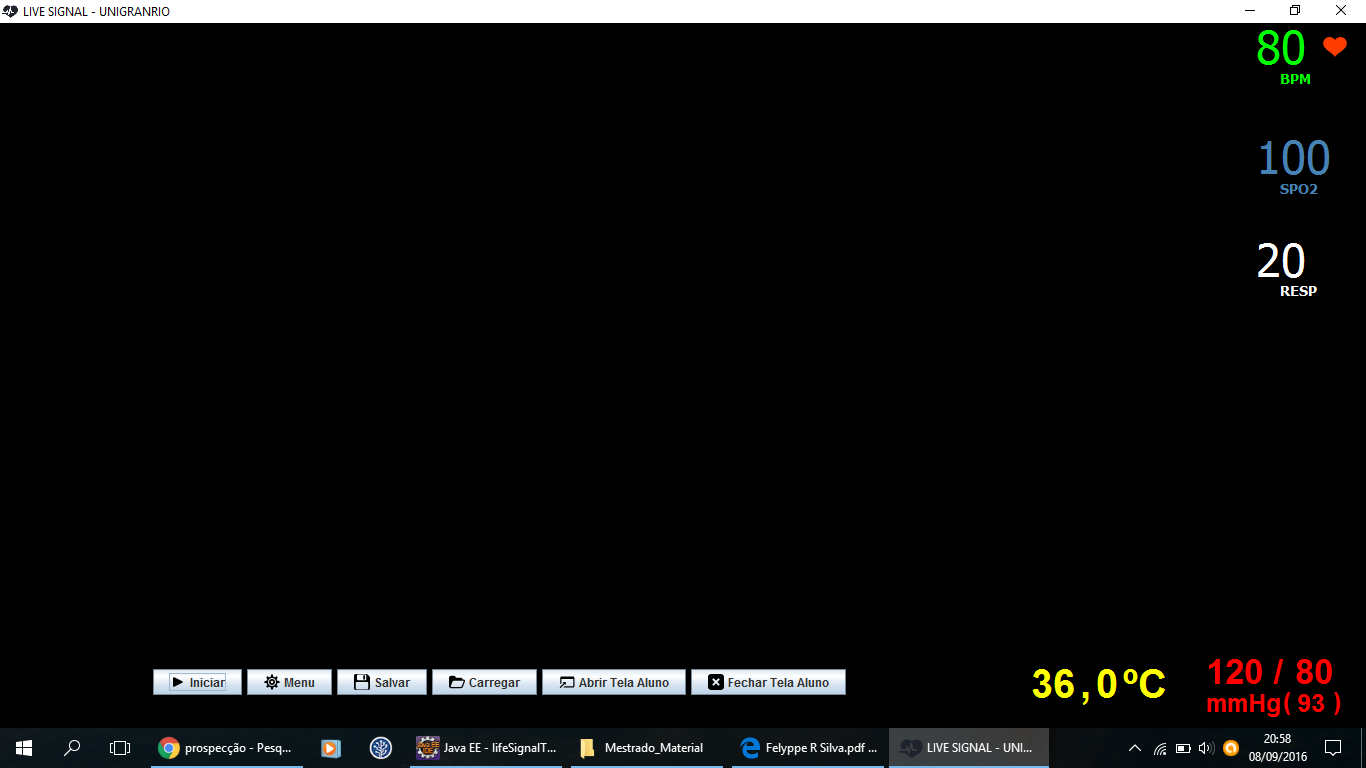 LIVE SIGNAL - UNIGRANRIO
80
BPM
100
SPO2
20
RESP
Iniciar
Menu
Salvar
Carregar
Abrir Tela Aluno
Fechar Tela Aluno
36,0ºC
120 / 80
mmHg( 93 )
prospecção - Pesq...
Java EE - lifeSignalT...
Mestrado_Material
Felyppe R Silva.pdf ...
LIVE SIGNAL - UNI...
20:58
08/09/2016